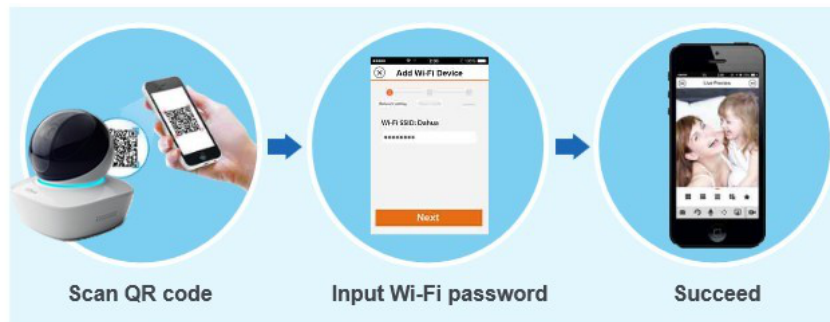 Add Wi-Fi Device
Wi-Fi SSID:Dahua
Next
Live Preview
Scan QR code
Input Wi-Fi password
Succeed